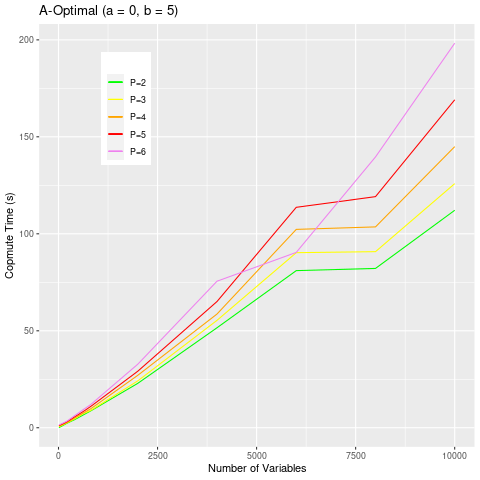 A-Optimal (a = 0, b = 5)
200
150
100
50
0
Copmute Time (s)
P=2
P=3
P=4
P=5
P=6
0 2500 5000 7500 10000
Number of Variables